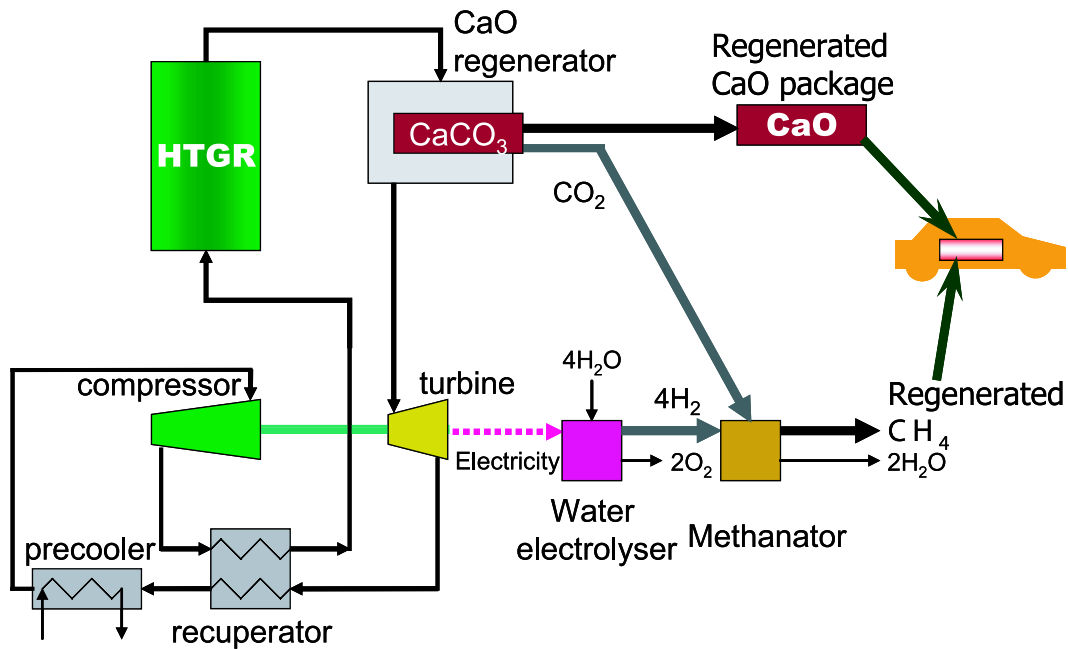 CaO
regenerator
Regenerated
CaO package
HTGR
CaCO₃
CaO
CO₂
compressor
turbine
4H₂O
4H₂
Regenerated
CH₄
Electricity
2O₂
2H₂O
Water
electrolyser
Methanator
precooler
recuperator